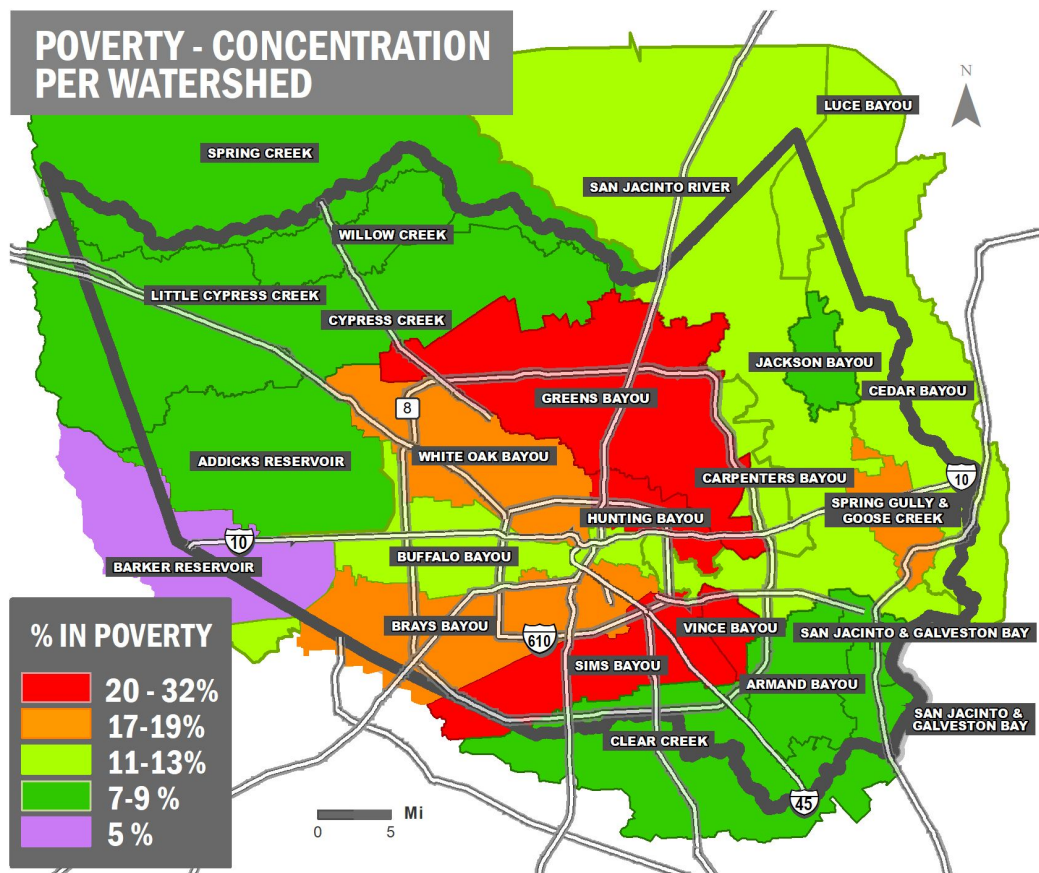 POVERTY - CONCENTRATION
PER WATERSHED
N
LUCE BAYOU
SPRING CREEK
SAN JACINTO RIVER
WILLOW CREEK
LITTLE CYPRESS CREEK
CYPRESS CREEK
JACKSON BAYOU
CEDAR BAYOU
GREENS BAYOU
8
WHITE OAK BAYOU
ADDICKS RESERVOIR
CARPENTERS BAYOU
10
SPRING GULLY &
GOOSE CREEK
HUNTING BAYOU
10
BUFFALO BAYOU
BARKER RESERVOIR
BRAYS BAYOU
VINCE BAYOU
SAN JACINTO & GALVESTON BAY
610
SIMS BAYOU
ARMAND BAYOU
SAN JACINTO &
GALVESTON BAY
CLEAR CREEK
45
% IN POVERTY
20 - 32%
17-19%
11-13%
7-9 %
5 %
Mi
0 5